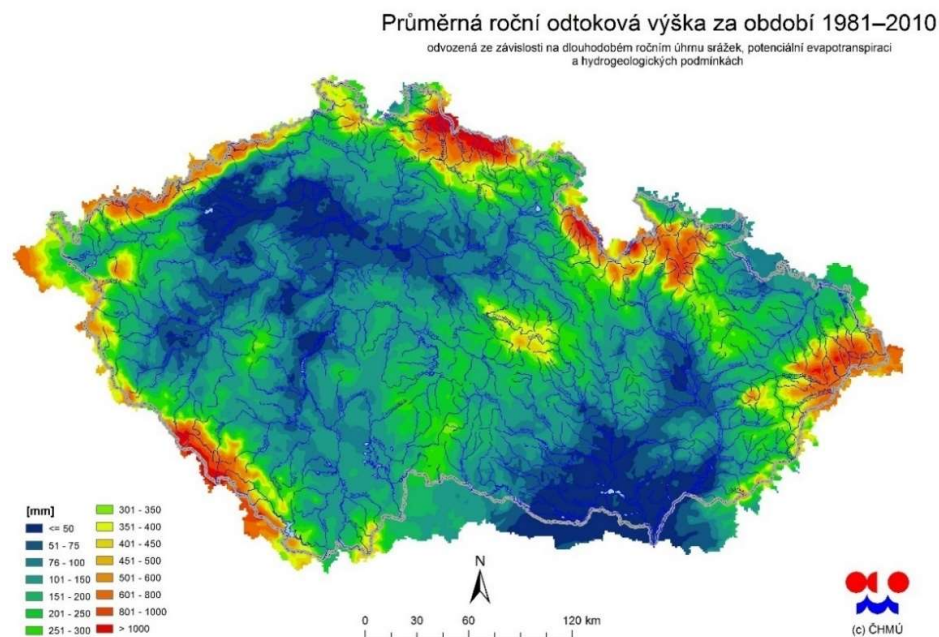 Průměrná roční odtoková výška za období 1981–2010
odvozená ze závislosti na dlouhodobém ročním úhrnu srážek, potenciální evapotranspiraci
a hydrogeologických podmínkách
[mm]
<= 50
51 - 75
76 - 100
101 - 150
151 - 200
201 - 250
251 - 300
301 - 350
351 - 400
401 - 450
451 - 500
501 - 600
601 - 800
801 - 1000
> 1000
N
0 30 60 120 km
(c) ČHMÚ